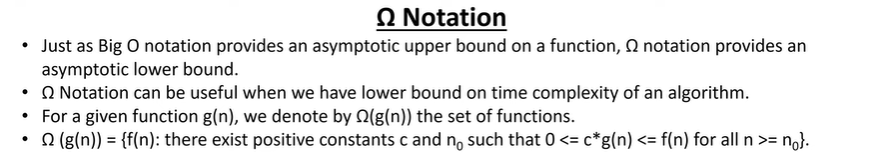 Ω Notation
• Just as Big O notation provides an asymptotic upper bound on a function, Ω notation provides an
asymptotic lower bound.
• Ω Notation can be useful when we have lower bound on time complexity of an algorithm.
• For a given function g(n), we denote by Ω(g(n)) the set of functions.
• Ω (g(n)) = {f(n): there exist positive constants c and n₀ such that 0 <= c*g(n) <= f(n) for all n >= n₀}.